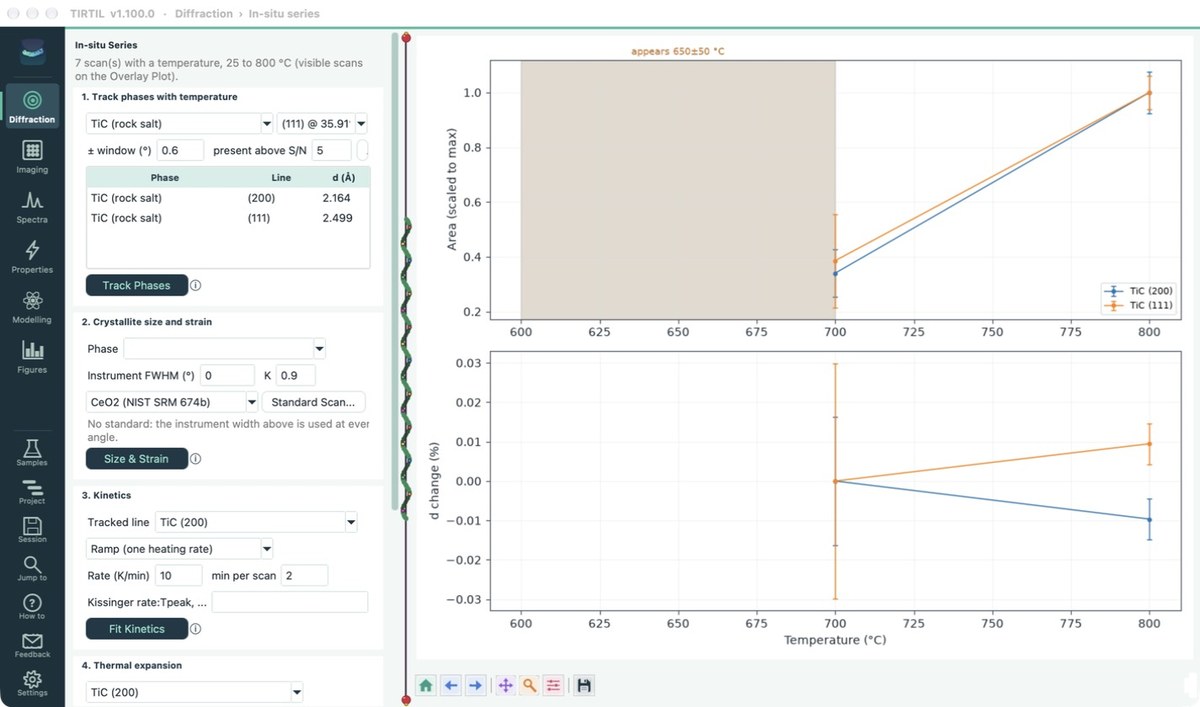 TIRTIL v1.100.0 · Diffraction › In-situ series
Diffraction
Imaging
Spectra
Properties
Modelling
Figures
Samples
Project
Session
Jump to
How to
Feedback
Settings
In-situ Series
7 scan(s) with a temperature, 25 to 800 °C (visible scans
on the Overlay Plot).
1. Track phases with temperature
TiC (rock salt) (111) @ 35.91
± window (°) 0.6 present above S/N 5
Phase Line d (Å)
TiC (rock salt) (200) 2.164
TiC (rock salt) (111) 2.499
Track Phases
2. Crystallite size and strain
Phase
Instrument FWHM (°) 0 K 0.9
CeO2 (NIST SRM 674b) Standard Scan...
No standard: the instrument width above is used at ever
angle.
Size & Strain
3. Kinetics
Tracked line TiC (200)
Ramp (one heating rate)
Rate (K/min) 10 min per scan 2
Kissinger rate:Tpeak, ...
Fit Kinetics
4. Thermal expansion
TiC (200)
appears 650±50 °C
Area (scaled to max)
1.0
0.8
0.6
0.4
0.2
TiC (200)
TiC (111)
600 625 650 675 700 725 750 775 800
d change (%)
0.03
0.02
0.01
0.00
−0.01
−0.02
−0.03
600 625 650 675 700 725 750 775 800
Temperature (°C)